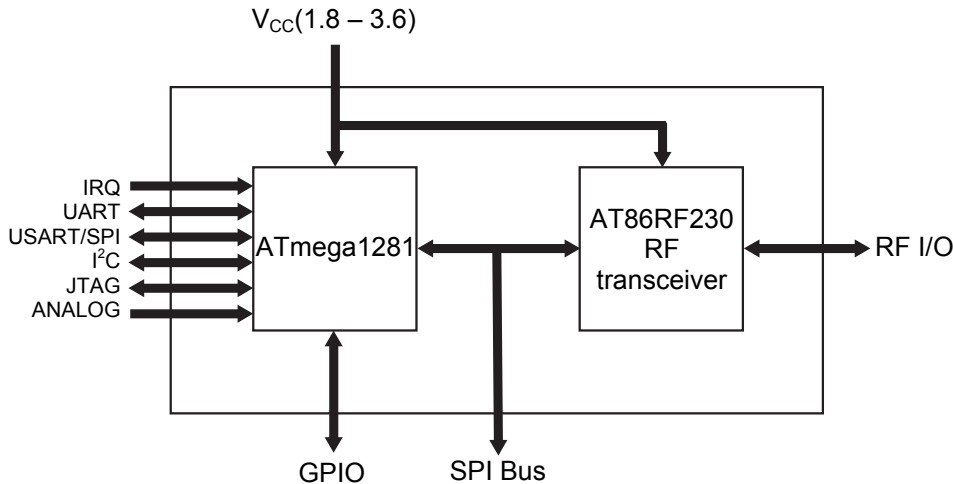 V_CC(1.8 – 3.6)
IRQ
UART
USART/SPI
I²C
JTAG
ANALOG
ATmega1281
AT86RF230
RF
transceiver
RF I/O
GPIO
SPI Bus